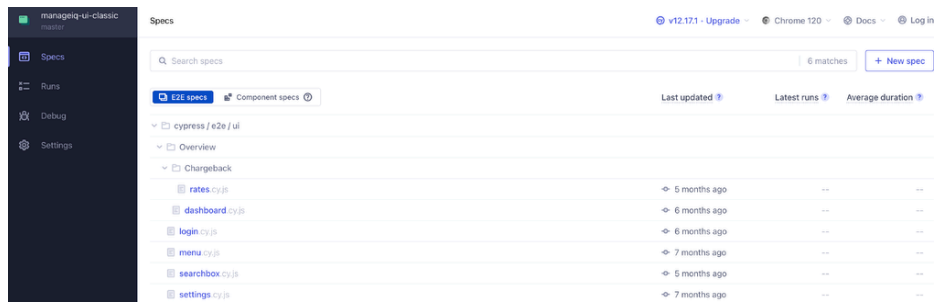 manageiq-ui-classic
master
Specs
v12.17.1 - Upgrade
Chrome 120
Docs
Log in
Specs
Runs
Debug
Settings
Search specs
6 matches
+ New spec
E2E specs
Component specs
Last updated
Latest runs
Average duration
cypress / e2e / ui
Overview
Chargeback
rates.cy.js 5 months ago -- --
dashboard.cy.js 6 months ago -- --
login.cy.js 6 months ago -- --
menu.cy.js 7 months ago -- --
searchbox.cy.js 5 months ago -- --
settings.cy.js 7 months ago -- --